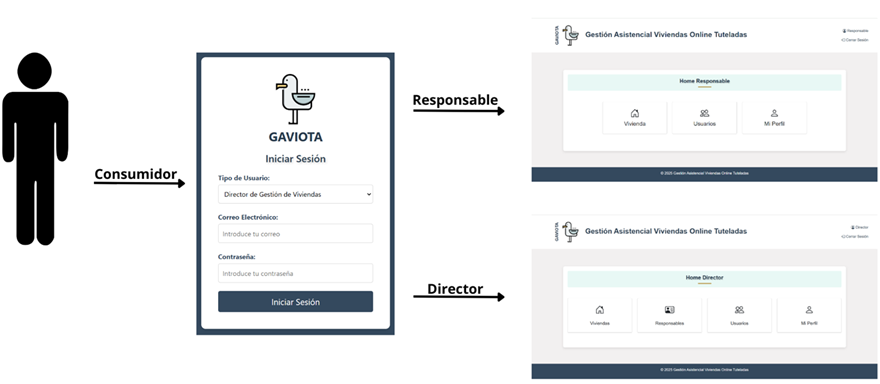 Consumidor
GAVIOTA
Iniciar Sesión
Tipo de Usuario:
Director de Gestión de Viviendas
Correo Electrónico:
Introduce tu correo
Contraseña:
Introduce tu contraseña
Iniciar Sesión
Responsable
Director
GAVIOTA
Gestión Asistencial Viviendas Online Tuteladas
Responsable
Cerrar Sesión
Home Responsable
Vivienda
Usuarios
Mi Perfil
© 2025 Gestión Asistencial Viviendas Online Tuteladas
GAVIOTA
Gestión Asistencial Viviendas Online Tuteladas
Director
Cerrar Sesión
Home Director
Viviendas
Responsables
Usuarios
Mi Perfil
© 2025 Gestión Asistencial Viviendas Online Tuteladas